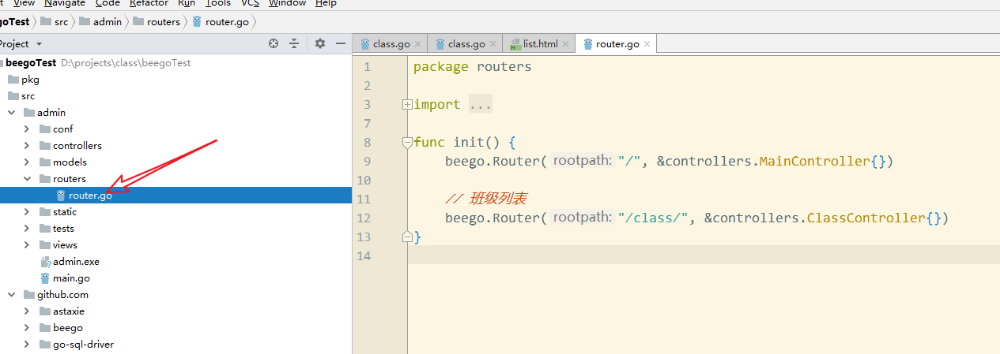 Navigate Code Refactor Run Tools VCS Window Help
goTest src admin routers router.go
Project
class.go class.go list.html router.go
beegoTest D:\projects\class\beegoTest
pkg
src
admin
conf
controllers
models
routers
router.go
static
tests
views
admin.exe
main.go
github.com
astaxie
beego
go-sql-driver
1 package routers
2
3 import ...
7
8 func init() {
9 beego.Router( rootpath: "/", &controllers.MainController{})
10
11 // 班级列表
12 beego.Router( rootpath: "/class/", &controllers.ClassController{})
13 }
14